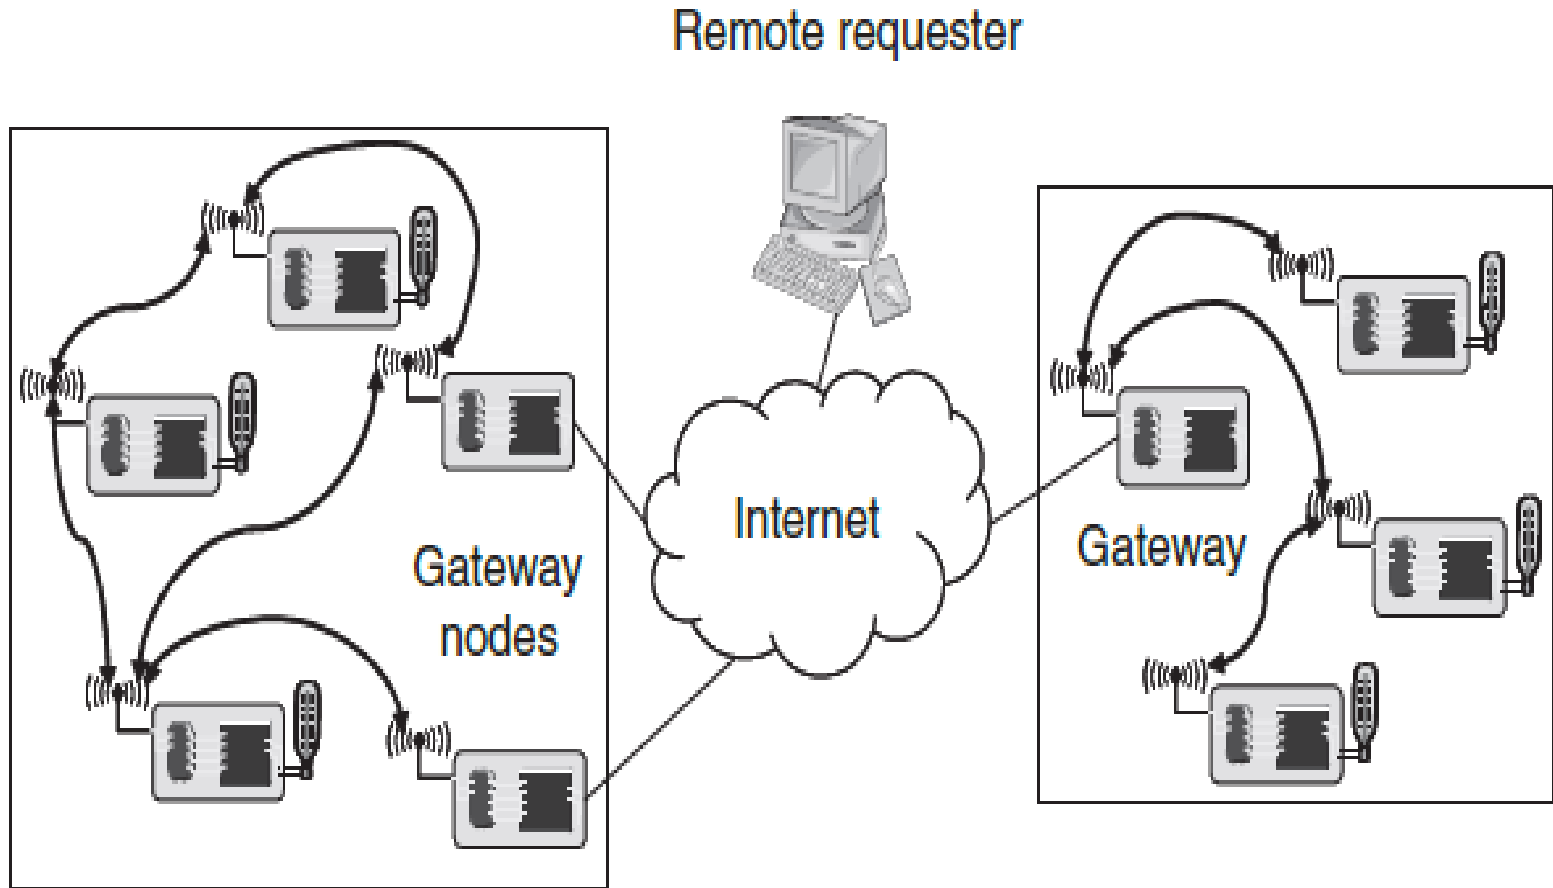 Remote requester
Gateway
nodes
Internet
Gateway